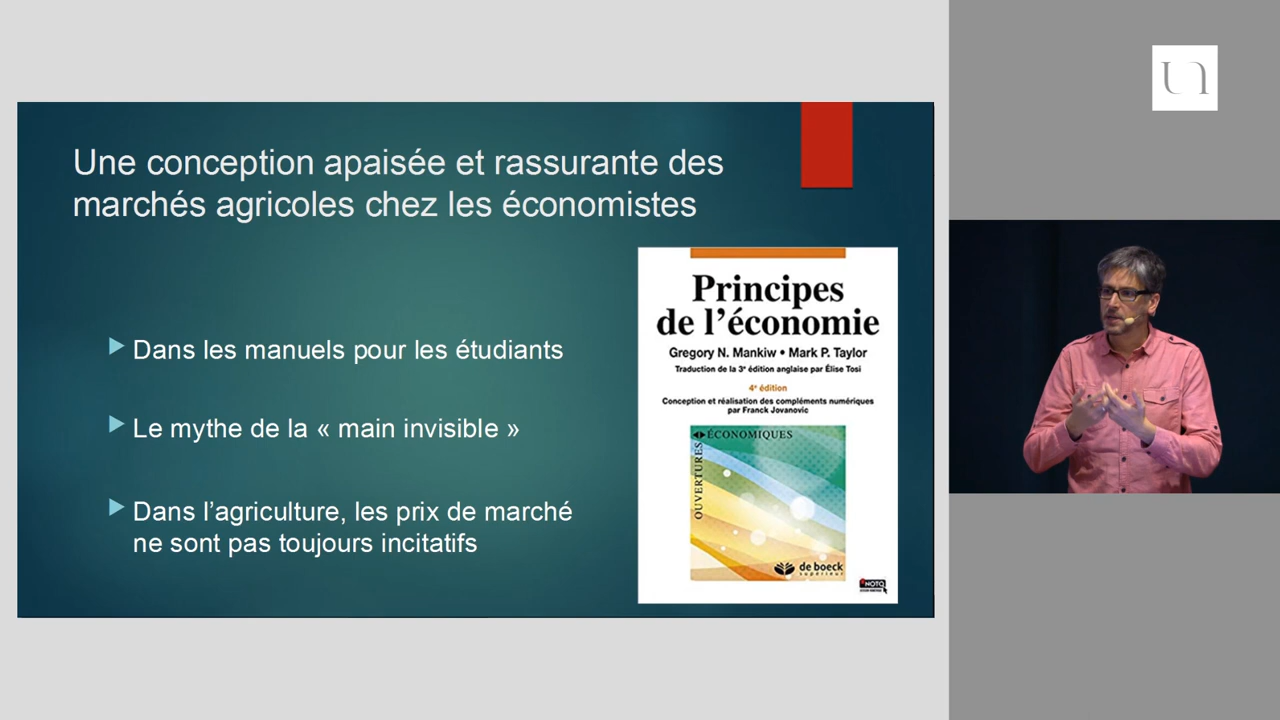 Une conception apaisée et rassurante des
marchés agricoles chez les économistes
Dans les manuels pour les étudiants
Le mythe de la « main invisible »
Dans l’agriculture, les prix de marché
ne sont pas toujours incitatifs
Principes
de l’économie
Gregory N. Mankiw • Mark P. Taylor
Traduction de la 3e édition anglaise par Élise Tosi
4e édition
Conception et réalisation des compléments numériques
par Franck Jovanovic
OUVERTURES
ÉCONOMIQUES
de boeck
supérieur
NOTO